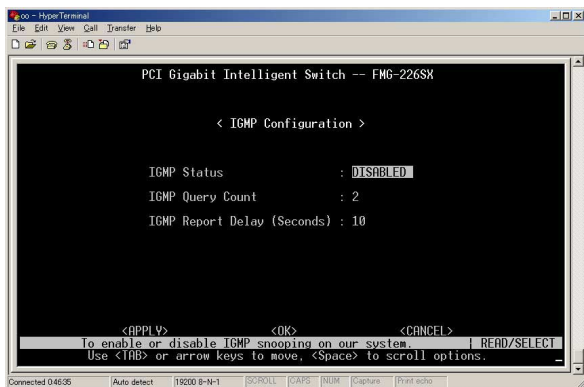 oo - HyperTerminal
File Edit View Call Transfer Help
PCI Gigabit Intelligent Switch -- FMG-226SX
< IGMP Configuration >
IGMP Status : DISABLED
IGMP Query Count : 2
IGMP Report Delay (Seconds) : 10
<APPLY> <OK> <CANCEL>
To enable or disable IGMP snooping on our system. | READ/SELECT
Use <TAB> or arrow keys to move, <Space> to scroll options.
Connected 0:46:35 Auto detect 19200 8-N-1 SCROLL CAPS NUM Capture Print echo